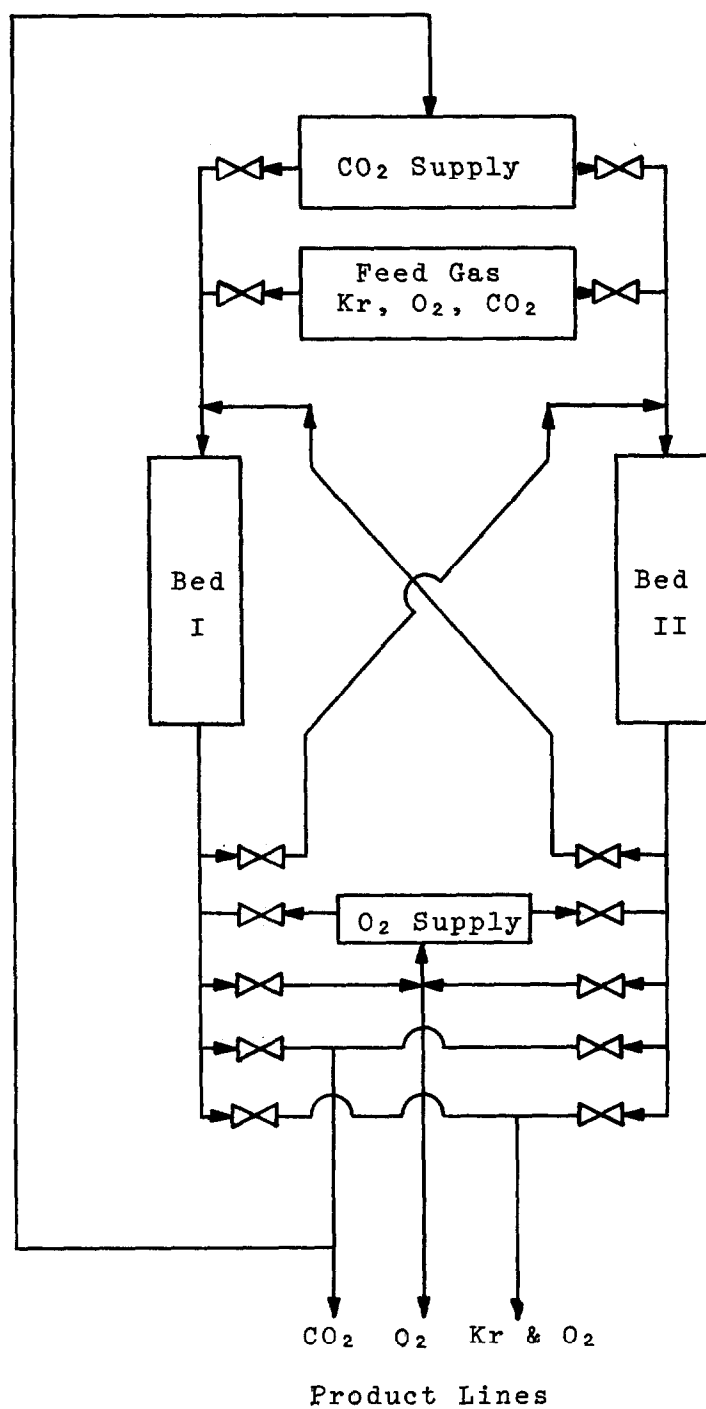 CO₂ Supply
Feed Gas
Kr, O₂, CO₂
Bed
I
Bed
II
O₂ Supply
CO₂ O₂ Kr & O₂
Product Lines